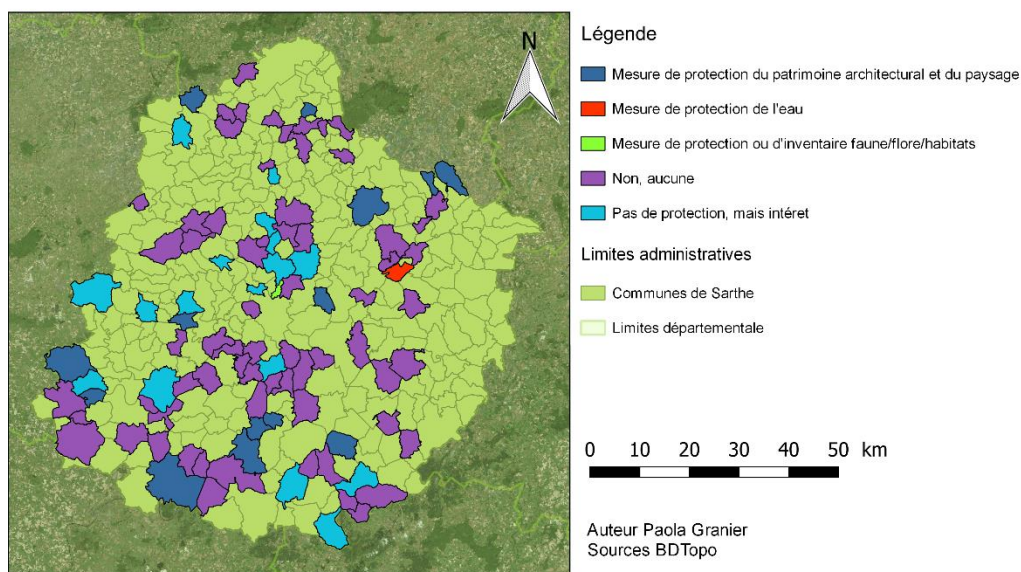 N
Légende
Mesure de protection du patrimoine architectural et du paysage
Mesure de protection de l'eau
Mesure de protection ou d'inventaire faune/flore/habitats
Non, aucune
Pas de protection, mais intéret
Limites administratives
Communes de Sarthe
Limites départementale
0 10 20 30 40 50 km
Auteur Paola Granier
Sources BDTopo